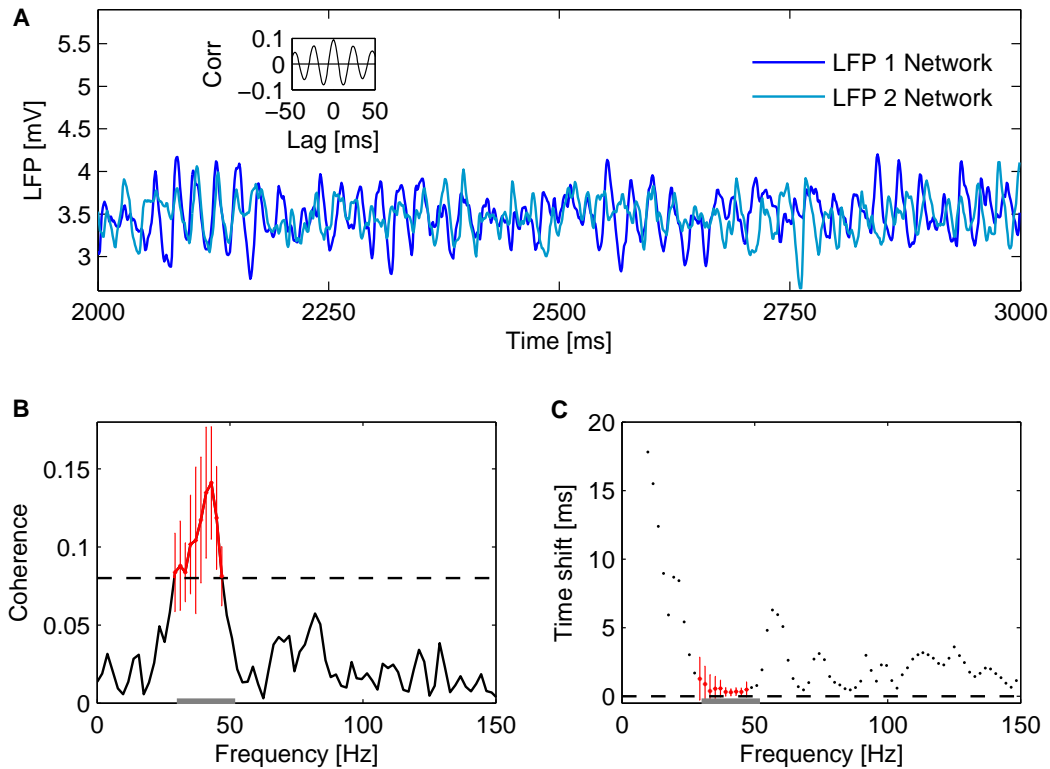 A
5.5
5
4.5
4
3.5
3
LFP [mV]
2000 2250 2500 2750 3000
Time [ms]
Corr
0.1
0
−0.1
−50 0 50
Lag [ms]
LFP 1 Network
LFP 2 Network
B
0.15
0.1
0.05
0
Coherence
0 50 100 150
Frequency [Hz]
C
20
15
10
5
0
Time shift [ms]
0 50 100 150
Frequency [Hz]